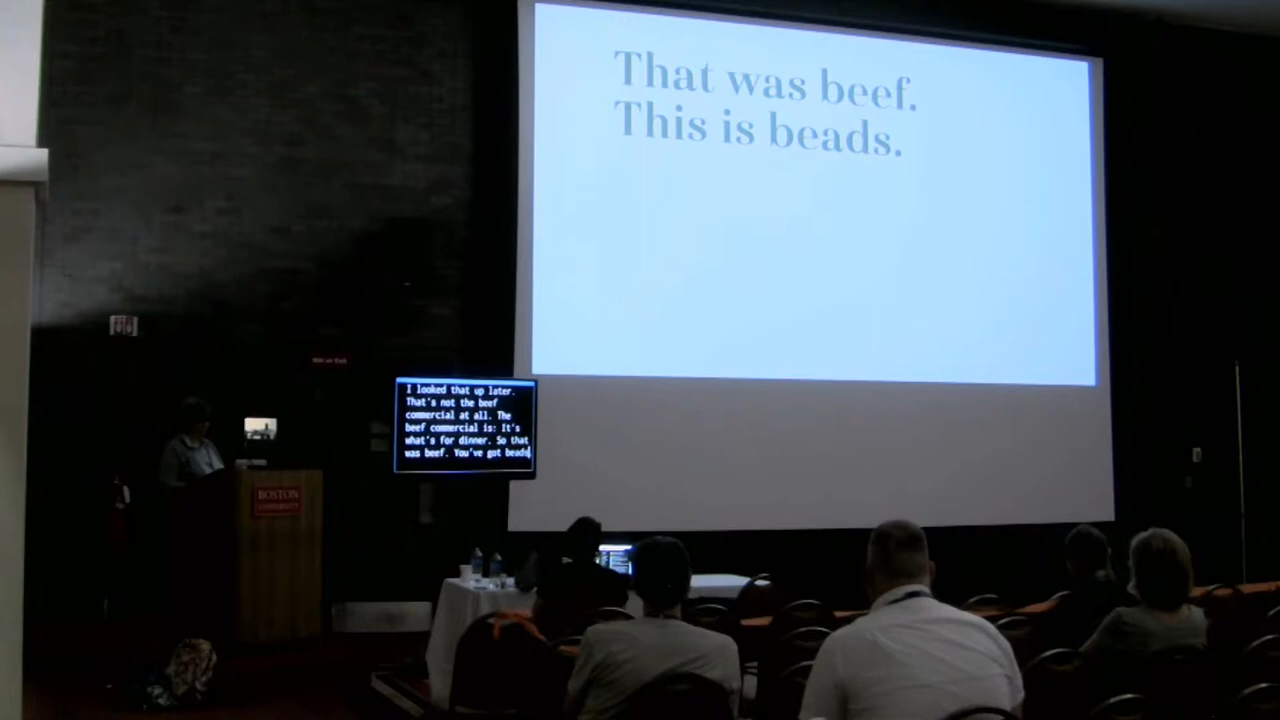 That was beef.
This is beads.
I looked that up later.
That's not the beef
commercial at all. The
beef commercial is: It's
what's for dinner. So that
was beef. You've got beads
BOSTON
UNIVERSITY